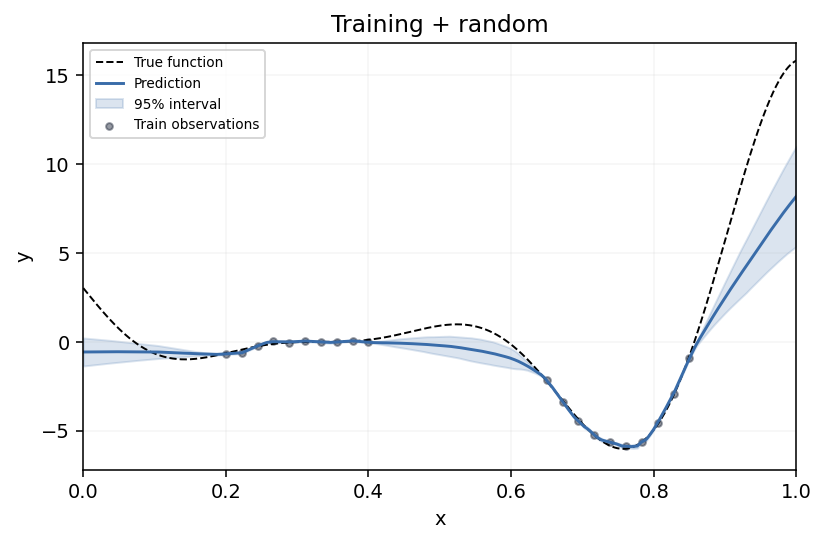 Training + random
True function
Prediction
95% interval
Train observations
15
10
5
0
−5
y
0.0 0.2 0.4 0.6 0.8 1.0
x